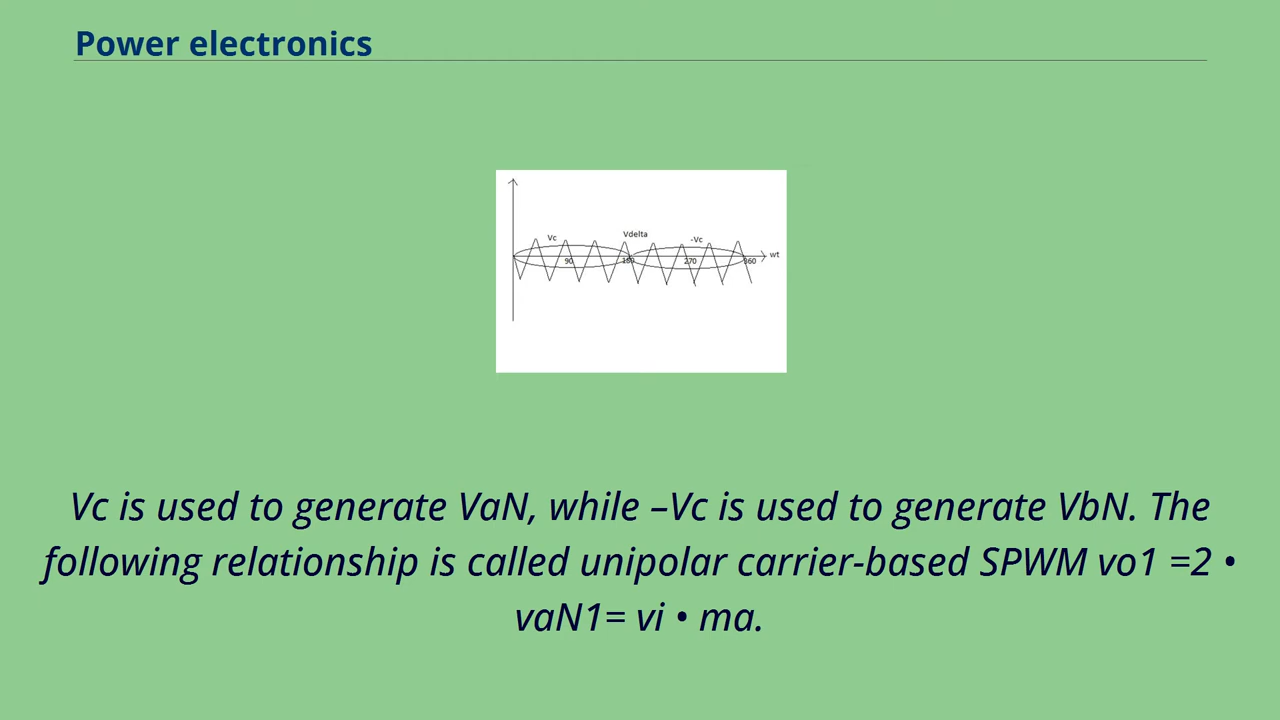 Power electronics
Vc Vdelta -Vc
wt
90 180 270 360
Vc is used to generate VaN, while –Vc is used to generate VbN. The
following relationship is called unipolar carrier-based SPWM vo1 =2 •
vaN1= vi • ma.